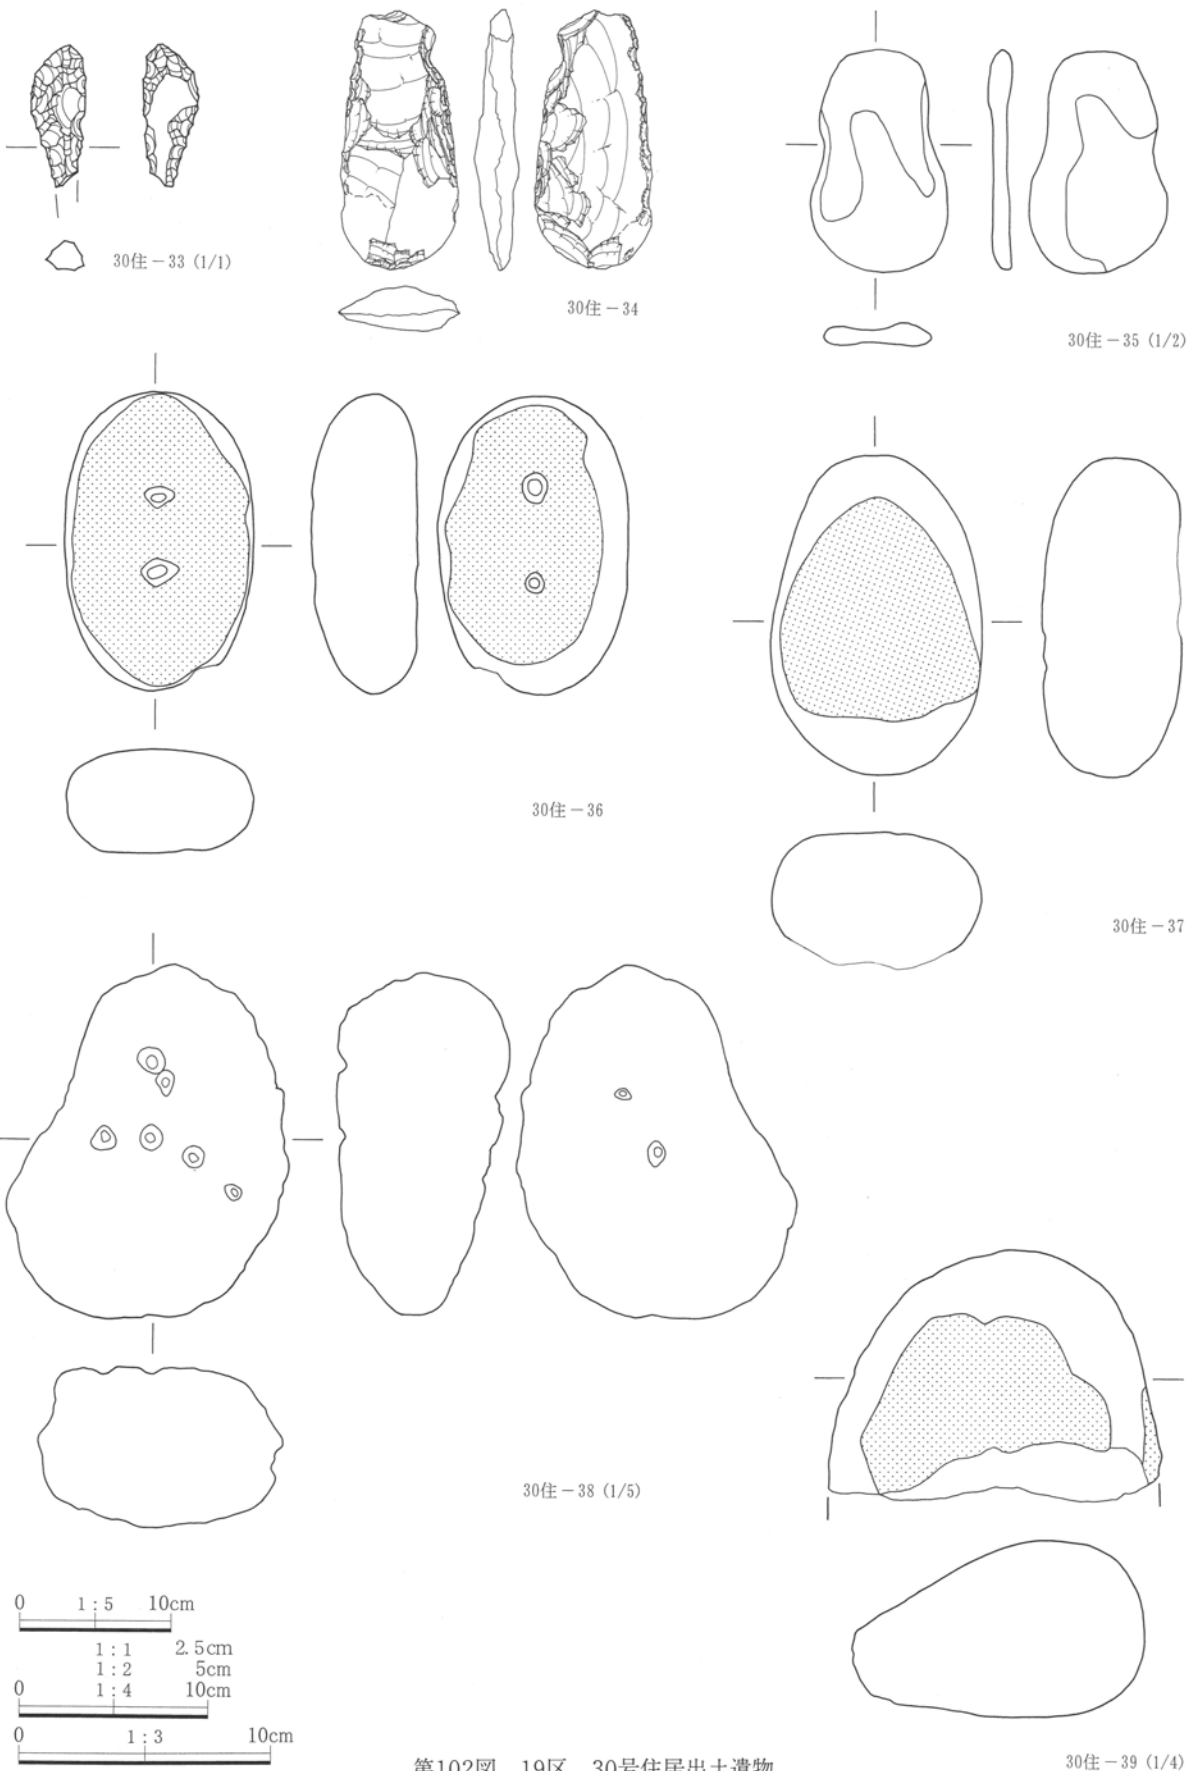 30住－33 (1/1)
30住－34
30住－35 (1/2)
30住－36
30住－37
30住－38 (1/5)
30住－39 (1/4)
0 1：5 10cm
1：1 2.5cm
1：2 5cm
0 1：4 10cm
0 1：3 10cm
第102図 19区 30号住居出土遺物